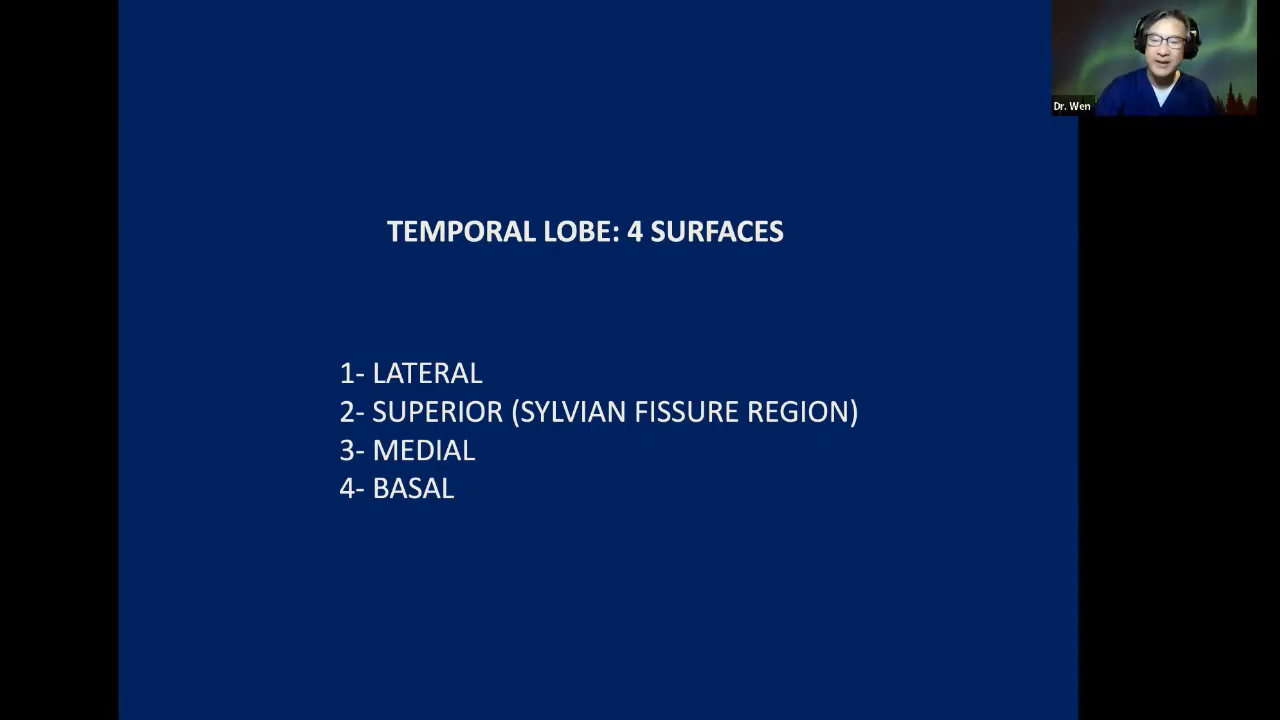 Dr. Wen
TEMPORAL LOBE: 4 SURFACES
1- LATERAL
2- SUPERIOR (SYLVIAN FISSURE REGION)
3- MEDIAL
4- BASAL